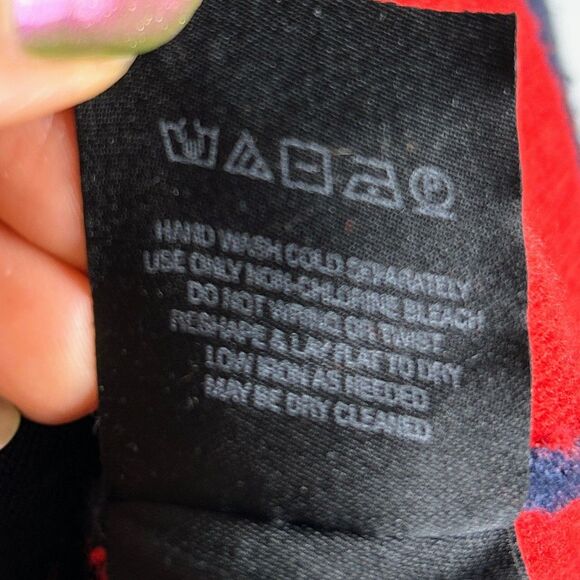 HAND WASH COLD SEPARATELY
USE ONLY NON-CHLORINE BLEACH
DO NOT WRING OR TWIST
RESHAPE & LAY FLAT TO DRY
LOW IRON AS NEEDED
MAY BE DRY CLEANED